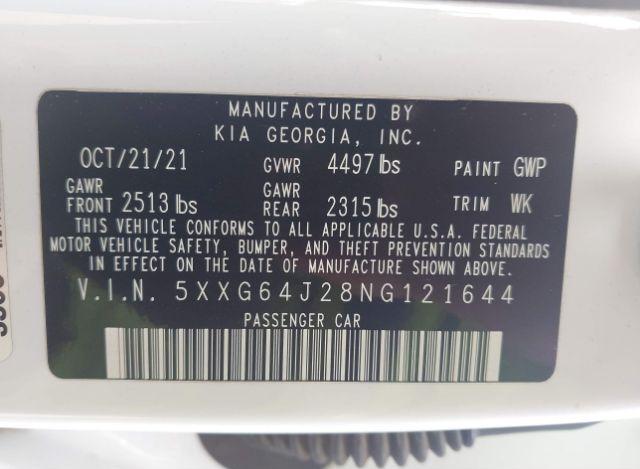 MANUFACTURED BY
KIA GEORGIA, INC.
OCT/21/21 GVWR 4497 lbs PAINT GWP
GAWR FRONT 2513 lbs GAWR REAR 2315 lbs TRIM WK
THIS VEHICLE CONFORMS TO ALL APPLICABLE U.S.A. FEDERAL
MOTOR VEHICLE SAFETY, BUMPER, AND THEFT PREVENTION STANDARDS
IN EFFECT ON THE DATE OF MANUFACTURE SHOWN ABOVE.
V.I.N. 5XXG64J28NG121644
PASSENGER CAR